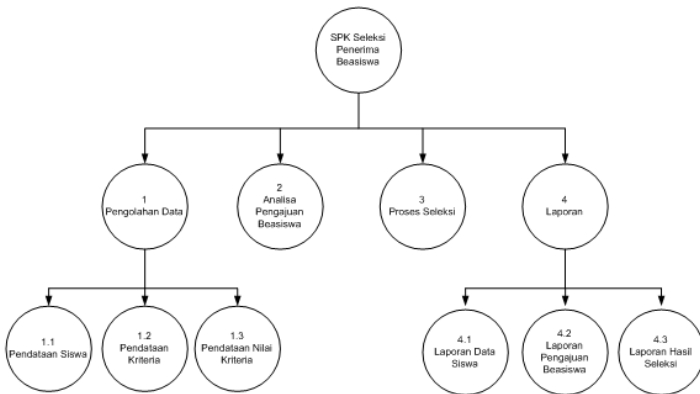 SPK Seleksi
Penerima
Beasiswa
1
Pengolahan Data
2
Analisa
Pengajuan
Beasiswa
3
Proses Seleksi
4
Laporan
1.1
Pendataan Siswa
1.2
Pendataan
Kriteria
1.3
Pendataan Nilai
Kriteria
4.1
Laporan Data
Siswa
4.2
Laporan
Pengajuan
Beasiswa
4.3
Laporan Hasil
Seleksi